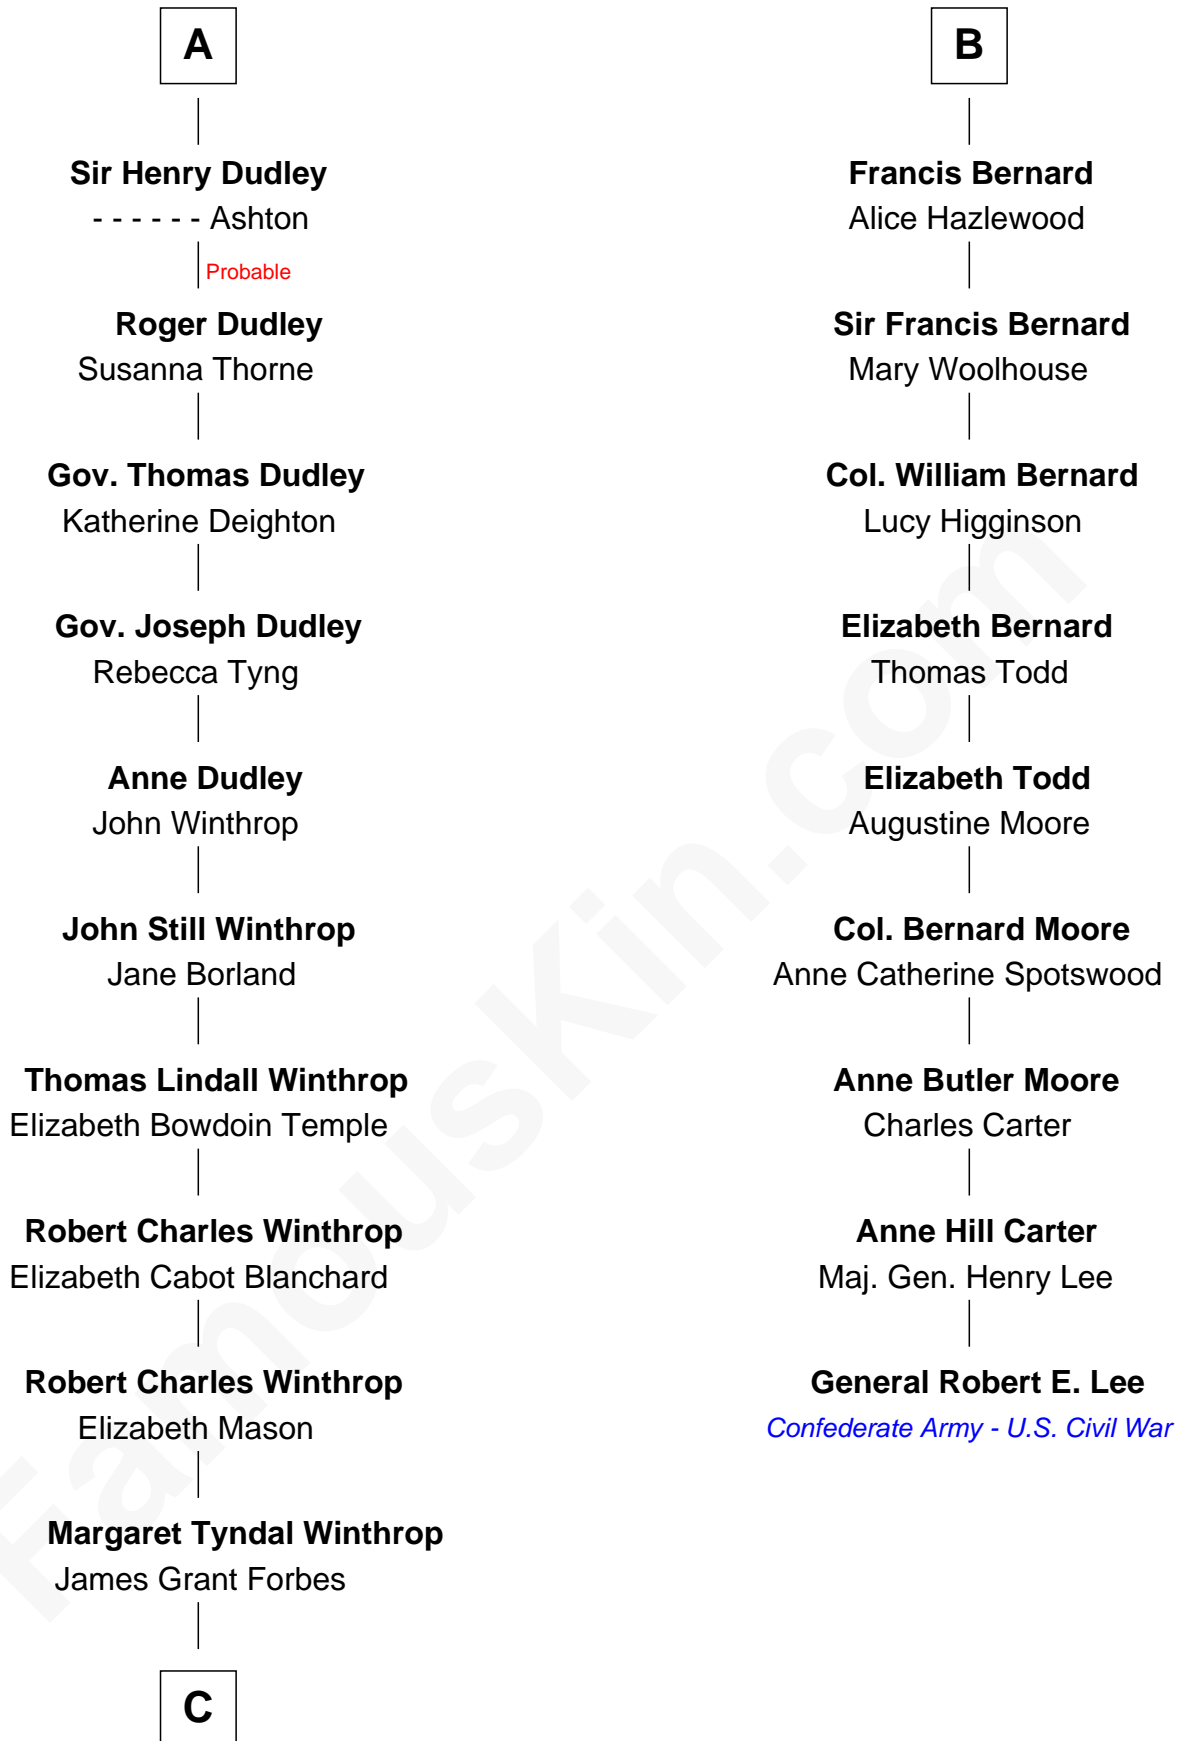 A
Sir Henry Dudley
- - - - - - Ashton
Probable
Roger Dudley
Susanna Thorne
Gov. Thomas Dudley
Katherine Deighton
Gov. Joseph Dudley
Rebecca Tyng
Anne Dudley
John Winthrop
John Still Winthrop
Jane Borland
Thomas Lindall Winthrop
Elizabeth Bowdoin Temple
Robert Charles Winthrop
Elizabeth Cabot Blanchard
Robert Charles Winthrop
Elizabeth Mason
Margaret Tyndal Winthrop
James Grant Forbes
C
B
Francis Bernard
Alice Hazlewood
Sir Francis Bernard
Mary Woolhouse
Col. William Bernard
Lucy Higginson
Elizabeth Bernard
Thomas Todd
Elizabeth Todd
Augustine Moore
Col. Bernard Moore
Anne Catherine Spotswood
Anne Butler Moore
Charles Carter
Anne Hill Carter
Maj. Gen. Henry Lee
General Robert E. Lee
Confederate Army - U.S. Civil War
FamousKin.com